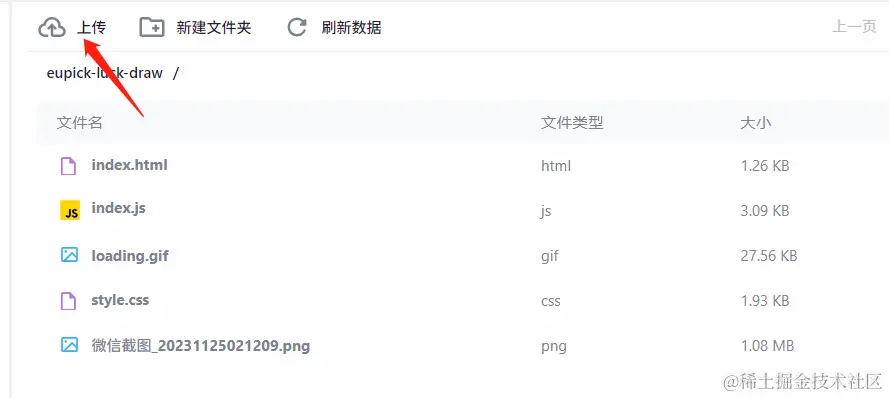 上传 新建文件夹 刷新数据 上一页
eupick-luck-draw /
文件名 文件类型 大小
index.html html 1.26 KB
JS index.js js 3.09 KB
loading.gif gif 27.56 KB
style.css css 1.93 KB
微信截图_20231125021209.png png 1.08 MB
@稀土掘金技术社区